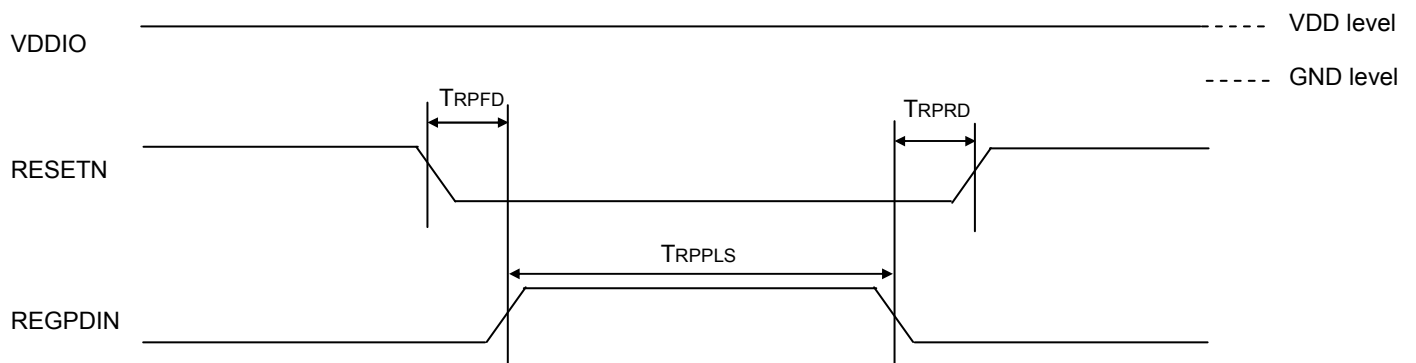 VDD level
VDDIO
GND level
TRPFD
TRPRD
RESETN
TRPPLS
REGPDIN